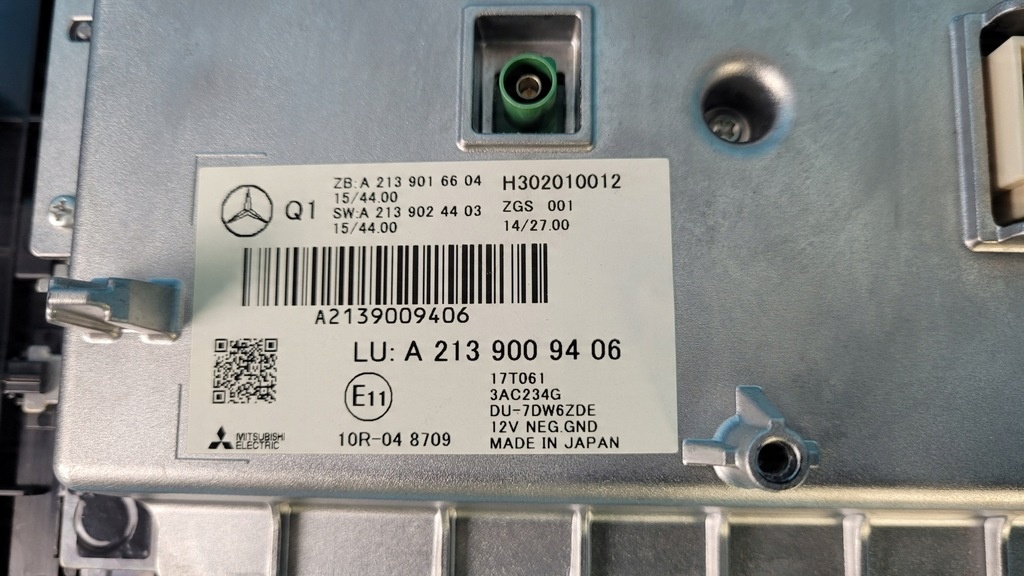 ZB:A 213 901 66 04
15/44.00
SW:A 213 902 44 03
15/44.00
Q1
H302010012
ZGS 001
14/27.00
A2139009406
LU: A 213 900 94 06
E11
10R-04 8709
17T061
3AC234G
DU-7DW6ZDE
12V NEG.GND
MADE IN JAPAN
MITSUBISHI
ELECTRIC